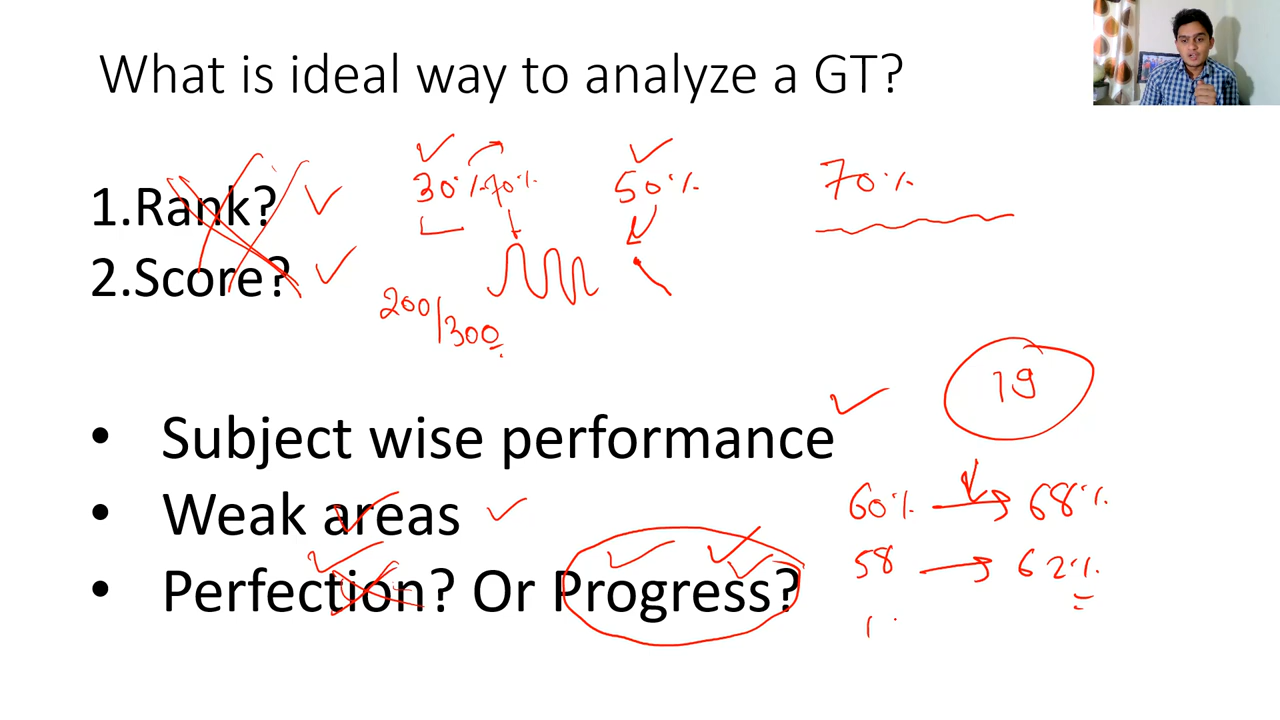 What is ideal way to analyze a GT?
1.Rank?
30% 70% 50% 70%
2.Score?
200/300
19
• Subject wise performance
• Weak areas
60% → 68%
58 → 62%
• Perfection? Or Progress?